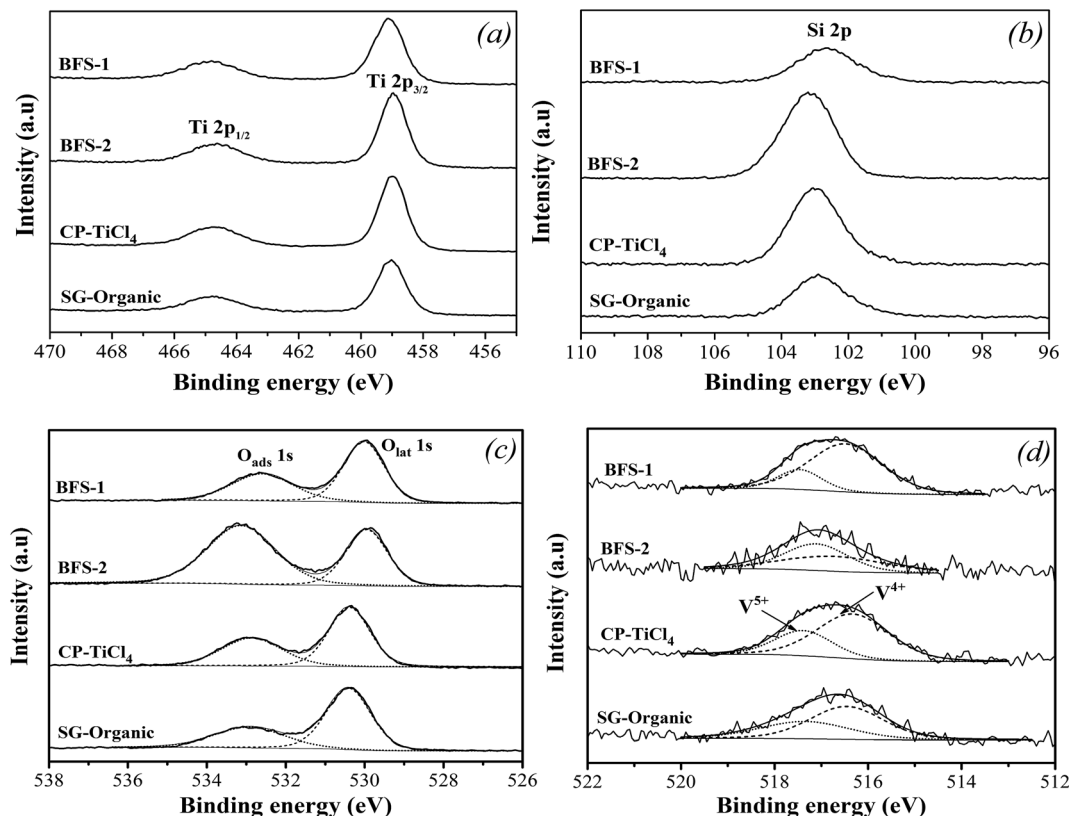 (a)
BFS-1
Ti 2p3/2
BFS-2
Ti 2p1/2
CP-TiCl4
SG-Organic
470 468 466 464 462 460 458 456
Binding energy (eV)
Intensity (a.u)
(b)
Si 2p
BFS-1
BFS-2
CP-TiCl4
SG-Organic
110 108 106 104 102 100 98 96
Binding energy (eV)
Intensity (a.u)
(c)
Oads 1s
Olat 1s
BFS-1
BFS-2
CP-TiCl4
SG-Organic
538 536 534 532 530 528 526
Binding energy (eV)
Intensity (a.u)
(d)
BFS-1
BFS-2
V5+
V4+
CP-TiCl4
SG-Organic
522 520 518 516 514 512
Binding energy (eV)
Intensity (a.u)